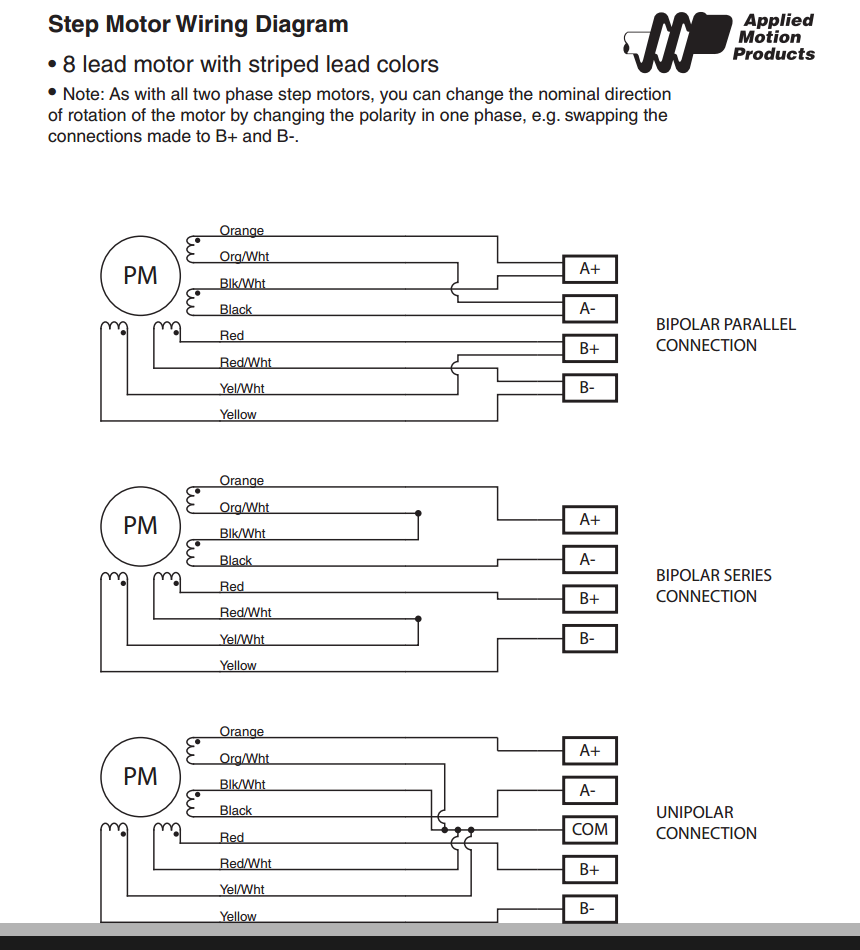 Step Motor Wiring Diagram
Applied
Motion
Products
• 8 lead motor with striped lead colors
• Note: As with all two phase step motors, you can change the nominal direction
of rotation of the motor by changing the polarity in one phase, e.g. swapping the
connections made to B+ and B-.
PM
Orange
Org/Wht
Blk/Wht
Black
Red
Red/Wht
Yel/Wht
Yellow
A+
A-
B+
B-
BIPOLAR PARALLEL
CONNECTION
PM
Orange
Org/Wht
Blk/Wht
Black
Red
Red/Wht
Yel/Wht
Yellow
A+
A-
B+
B-
BIPOLAR SERIES
CONNECTION
PM
Orange
Org/Wht
Blk/Wht
Black
Red
Red/Wht
Yel/Wht
Yellow
A+
A-
COM
B+
B-
UNIPOLAR
CONNECTION